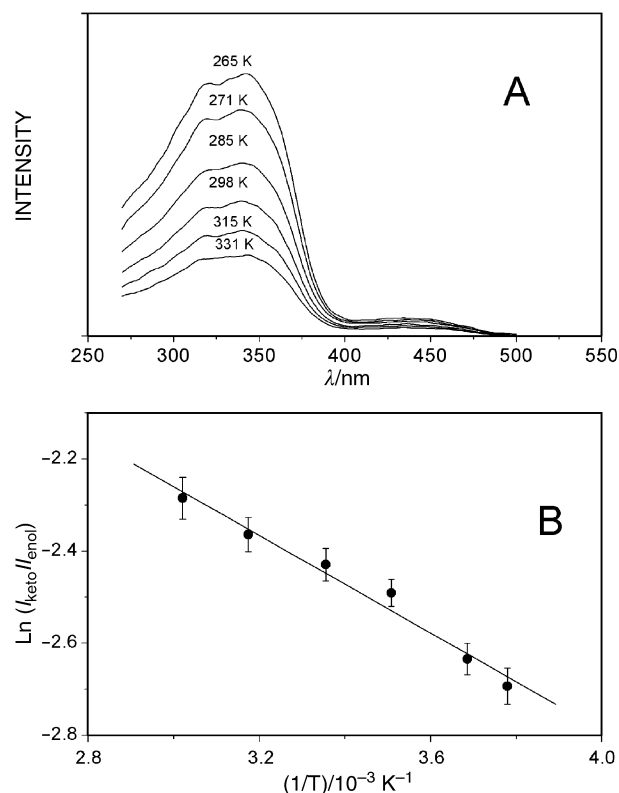 265 K
A
271 K
285 K
298 K
315 K
331 K
INTENSITY
250 300 350 400 450 500 550
λ/nm
−2.2
B
−2.4
−2.6
−2.8
Ln (Iketo/Ienol)
2.8 3.2 3.6 4.0
(1/T)/10⁻³ K⁻¹